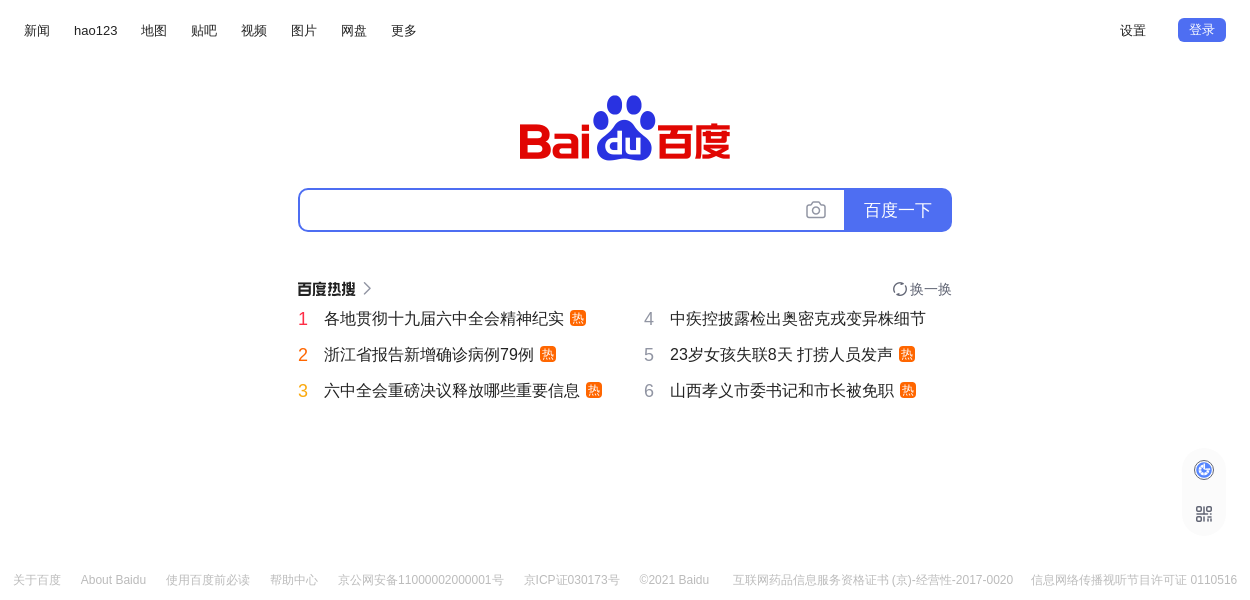 新闻 hao123 地图 贴吧 视频 图片 网盘 更多 设置 登录
Bai du 百度
百度一下
百度热搜 换一换
1 各地贯彻十九届六中全会精神纪实 热
4 中疾控披露检出奥密克戎变异株细节
2 浙江省报告新增确诊病例79例 热
5 23岁女孩失联8天 打捞人员发声 热
3 六中全会重磅决议释放哪些重要信息 热
6 山西孝义市委书记和市长被免职 热
关于百度 About Baidu 使用百度前必读 帮助中心 京公网安备11000002000001号 京ICP证030173号 ©2021 Baidu 互联网药品信息服务资格证书 (京)-经营性-2017-0020 信息网络传播视听节目许可证 0110516